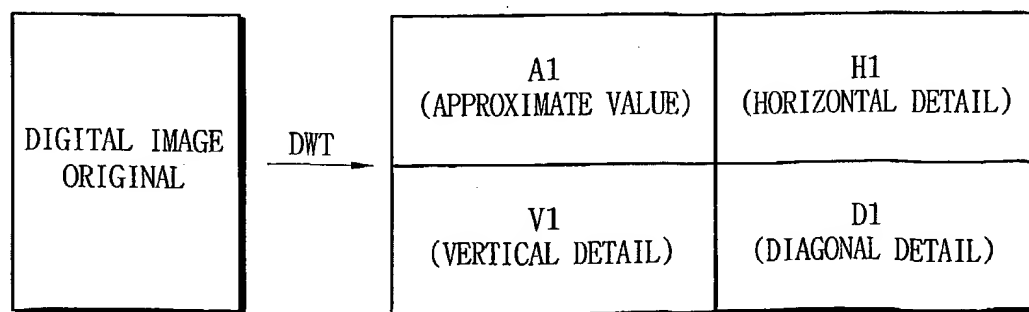 DIGITAL IMAGE
ORIGINAL
DWT
A1
(APPROXIMATE VALUE)
H1
(HORIZONTAL DETAIL)
V1
(VERTICAL DETAIL)
D1
(DIAGONAL DETAIL)